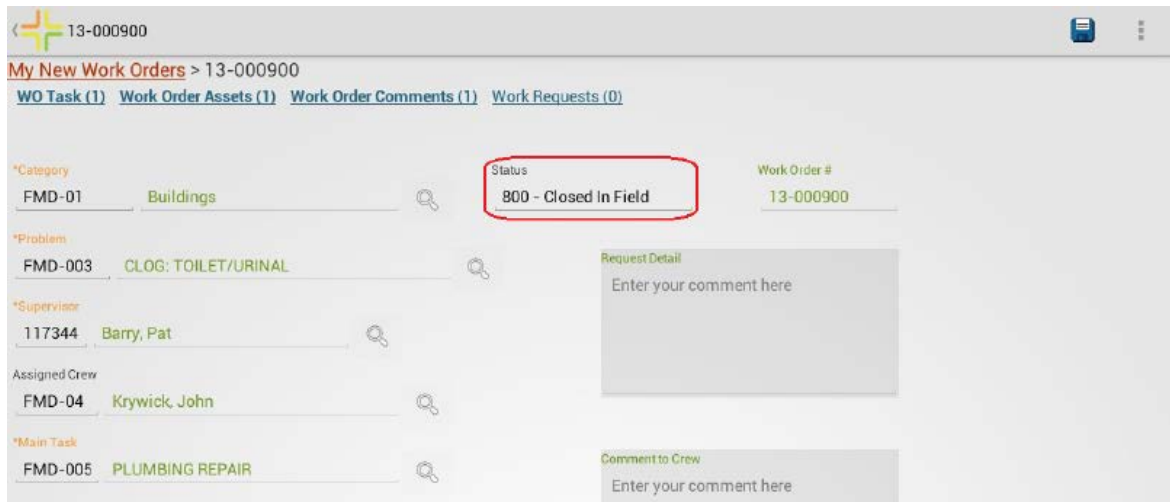 13-000900
My New Work Orders > 13-000900
WO Task (1) Work Order Assets (1) Work Order Comments (1) Work Requests (0)
*Category
FMD-01 Buildings
Status
800 - Closed In Field
Work Order #
13-000900
*Problem
FMD-003 CLOG: TOILET/URINAL
Request Detail
Enter your comment here
*Supervisor
117344 Barry, Pat
Assigned Crew
FMD-04 Krywick, John
*Main Task
FMD-005 PLUMBING REPAIR
Comment to Crew
Enter your comment here